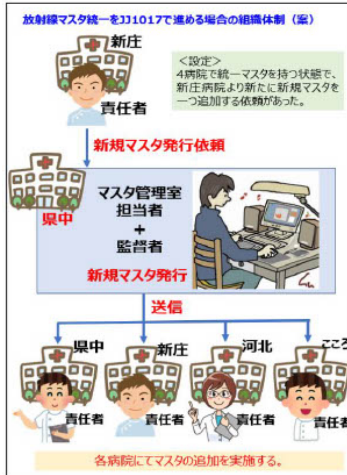 放射線マスタ統一をJJ1017で進める場合の組織体制（案）
新庄
責任者
＜設定＞
4病院で統一マスタを持つ状態で、
新庄病院より新たに新規マスタを
一つ追加する依頼があった。
新規マスタ発行依頼
県中
マスタ管理室
担当者
+
監督者
新規マスタ発行
送信
県中
新庄
河北
こころ
責任者
責任者
責任者
責任者
各病院にてマスタの追加を実施する。